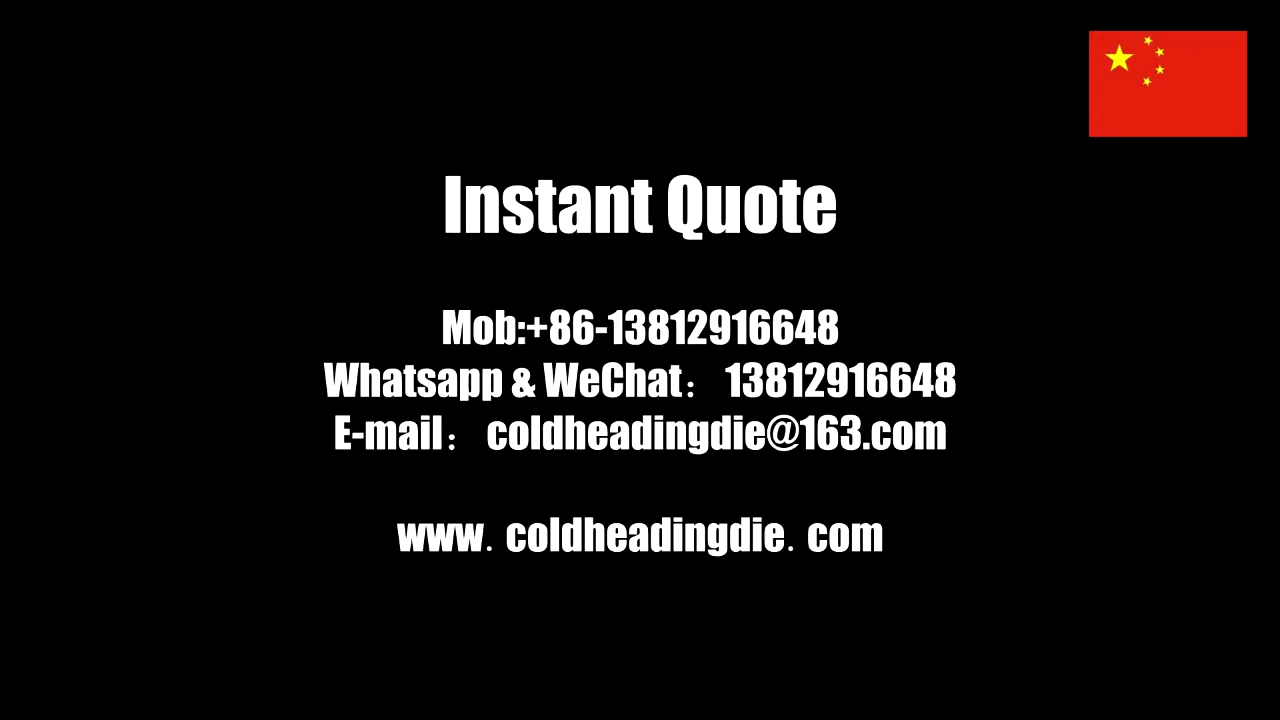 Instant Quote
Mob:+86-13812916648
Whatsapp & WeChat： 13812916648
E-mail： coldheadingdie@163.com
www. coldheadingdie. com